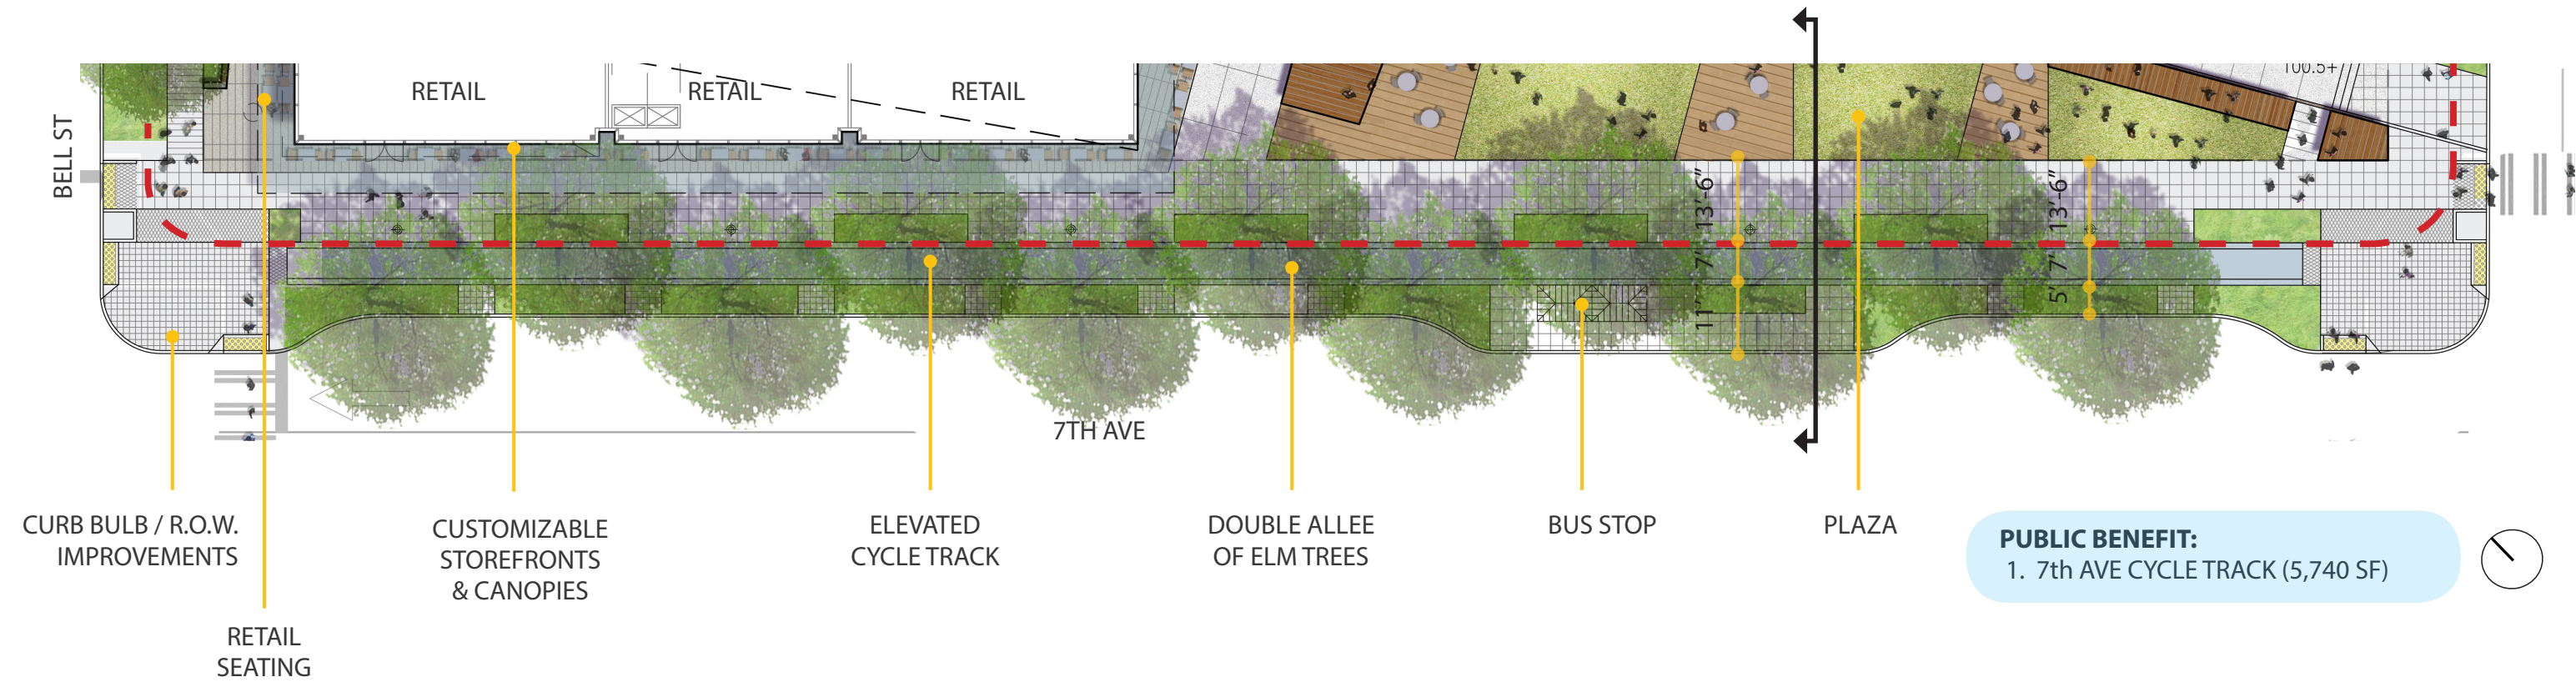 100.5+
RETAIL
RETAIL
RETAIL
BELL ST
13'-6"
7'
11'
13'-6"
7'
5'
7TH AVE
CURB BULB / R.O.W.
IMPROVEMENTS
RETAIL
SEATING
CUSTOMIZABLE
STOREFRONTS
& CANOPIES
ELEVATED
CYCLE TRACK
DOUBLE ALLEE
OF ELM TREES
BUS STOP
PLAZA
PUBLIC BENEFIT:
1. 7th AVE CYCLE TRACK (5,740 SF)